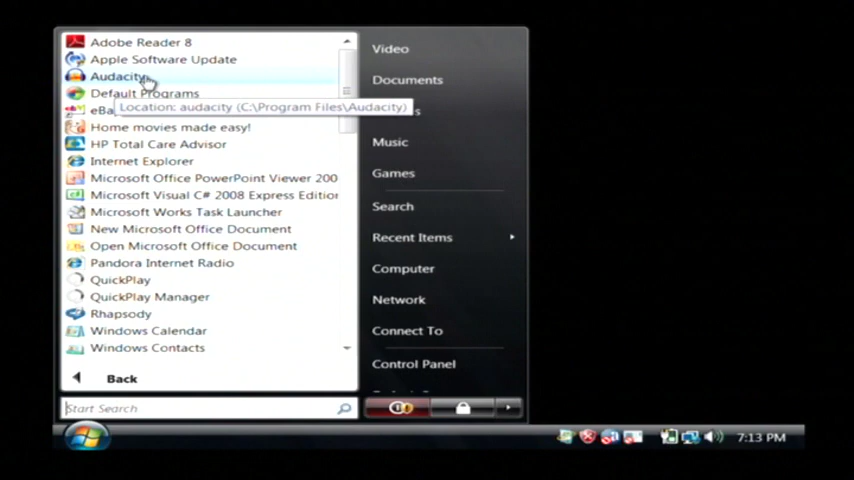 Adobe Reader 8
Apple Software Update
Audacity
Default Programs
Location: audacity (C:\Program Files\Audacity)
Home movies made easy!
HP Total Care Advisor
Internet Explorer
Microsoft Office PowerPoint Viewer 200
Microsoft Visual C# 2008 Express Edition
Microsoft Works Task Launcher
New Microsoft Office Document
Open Microsoft Office Document
Pandora Internet Radio
QuickPlay
QuickPlay Manager
Rhapsody
Windows Calendar
Windows Contacts
Back
Start Search
Video
Documents
Music
Games
Search
Recent Items
Computer
Network
Connect To
Control Panel
7:13 PM